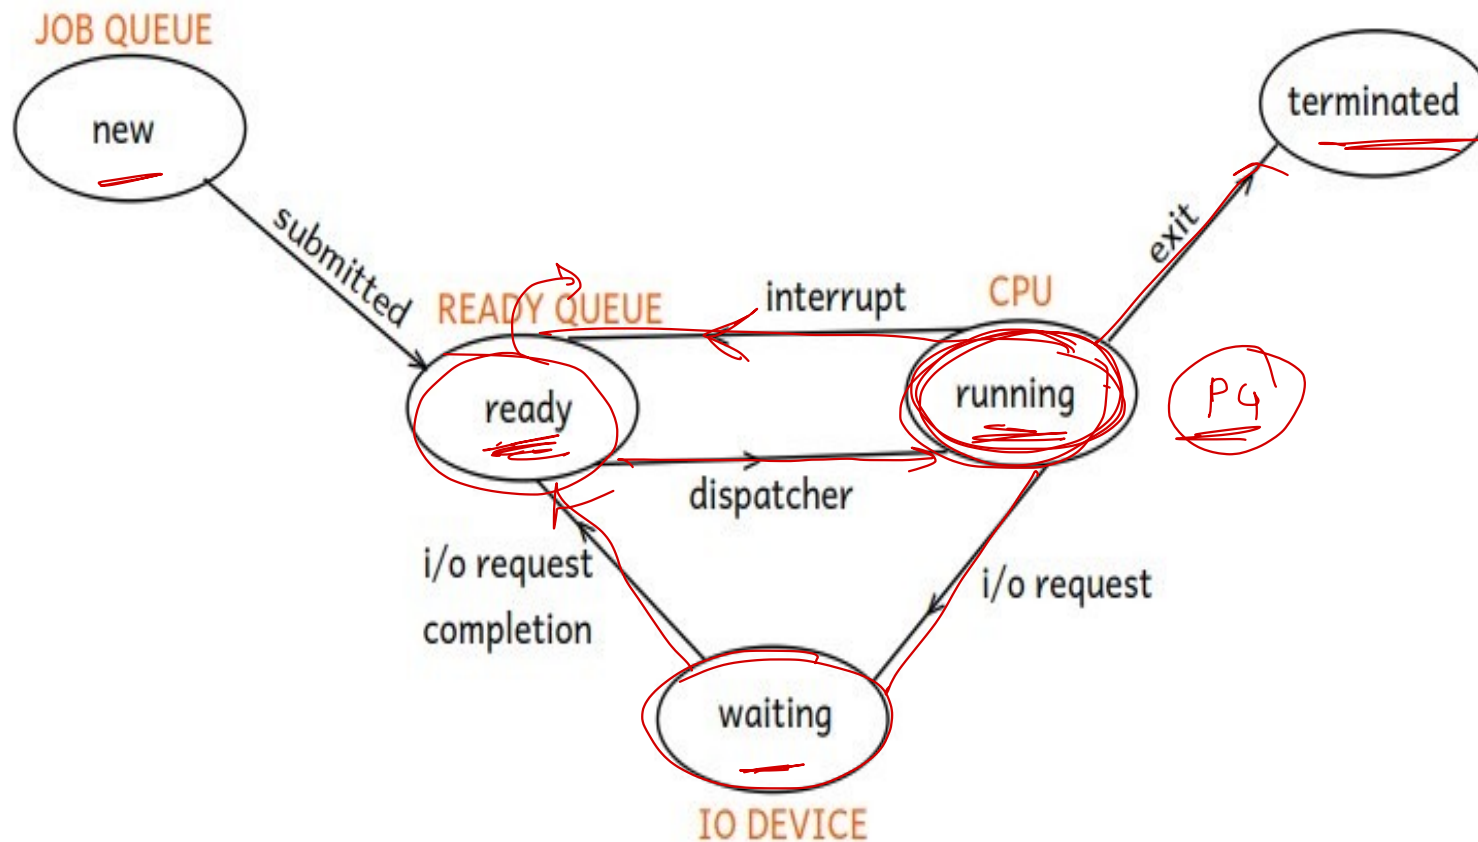 JOB QUEUE
new
terminated
submitted
exit
READY QUEUE
interrupt
CPU
ready
running
P4
dispatcher
i/o request
completion
i/o request
waiting
IO DEVICE